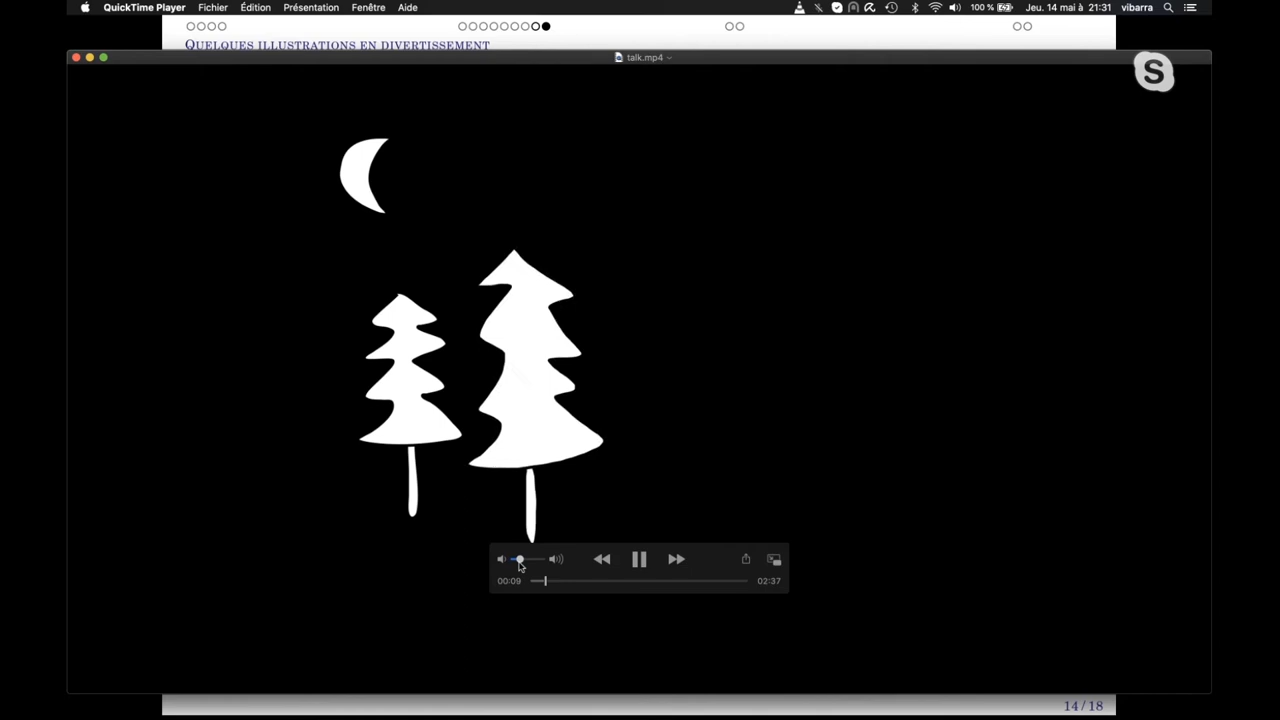 QuickTime Player Fichier Édition Présentation Fenêtre Aide 100 % Jeu. 14 mai à 21:31 vibarra
QUELQUES ILLUSTRATIONS EN DIVERTISSEMENT
talk.mp4
S
00:09 02:37
14 / 18